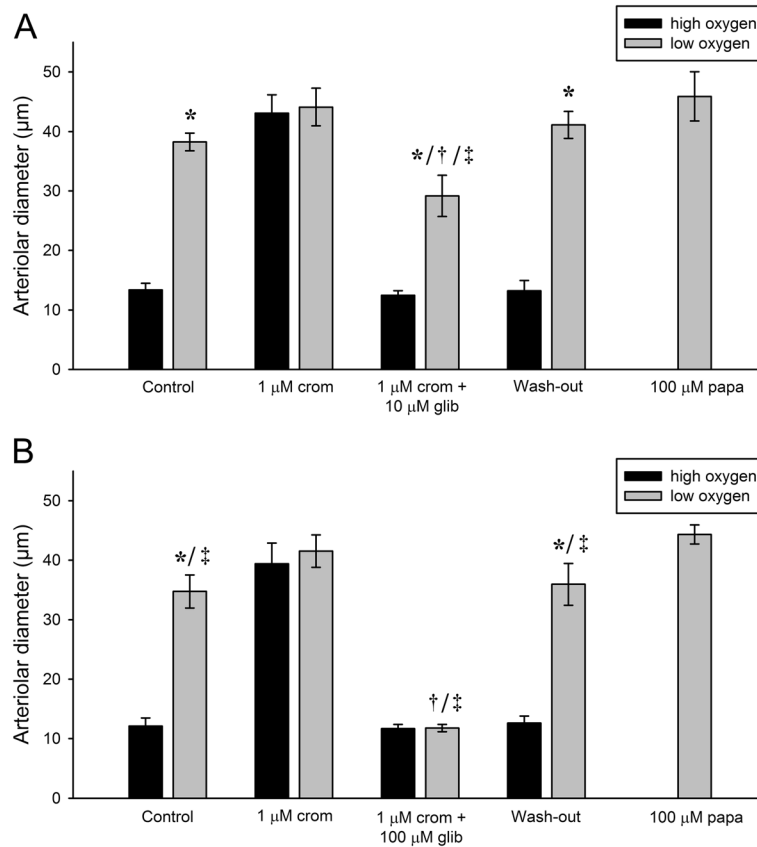 A
high oxygen
low oxygen
Arteriolar diameter (μm)
50
40
30
20
10
0
*
*/†/‡
*
Control
1 μM crom
1 μM crom +
10 μM glib
Wash-out
100 μM papa
B
high oxygen
low oxygen
Arteriolar diameter (μm)
50
40
30
20
10
0
*/‡
†/‡
*/‡
Control
1 μM crom
1 μM crom +
100 μM glib
Wash-out
100 μM papa